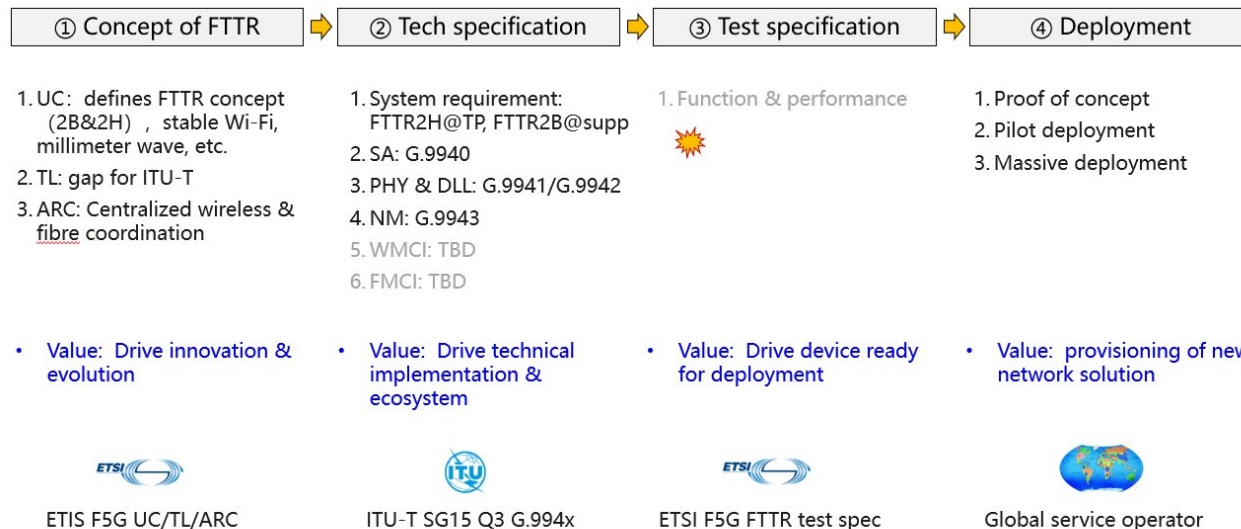 ① Concept of FTTR
② Tech specification
③ Test specification
④ Deployment
1. UC： defines FTTR concept
（2B&2H）, stable Wi-Fi,
millimeter wave, etc.
2. TL: gap for ITU-T
3. ARC: Centralized wireless &
fibre coordination
1. System requirement:
FTTR2H@TP, FTTR2B@supp
2. SA: G.9940
3. PHY & DLL: G.9941/G.9942
4. NM: G.9943
5. WMCI: TBD
6. FMCI: TBD
1. Function & performance
1. Proof of concept
2. Pilot deployment
3. Massive deployment
• Value: Drive innovation &
evolution
• Value: Drive technical
implementation &
ecosystem
• Value: Drive device ready
for deployment
• Value: provisioning of new
network solution
ETSI
ITU
ETSI
ETIS F5G UC/TL/ARC
ITU-T SG15 Q3 G.994x
ETSI F5G FTTR test spec
Global service operator